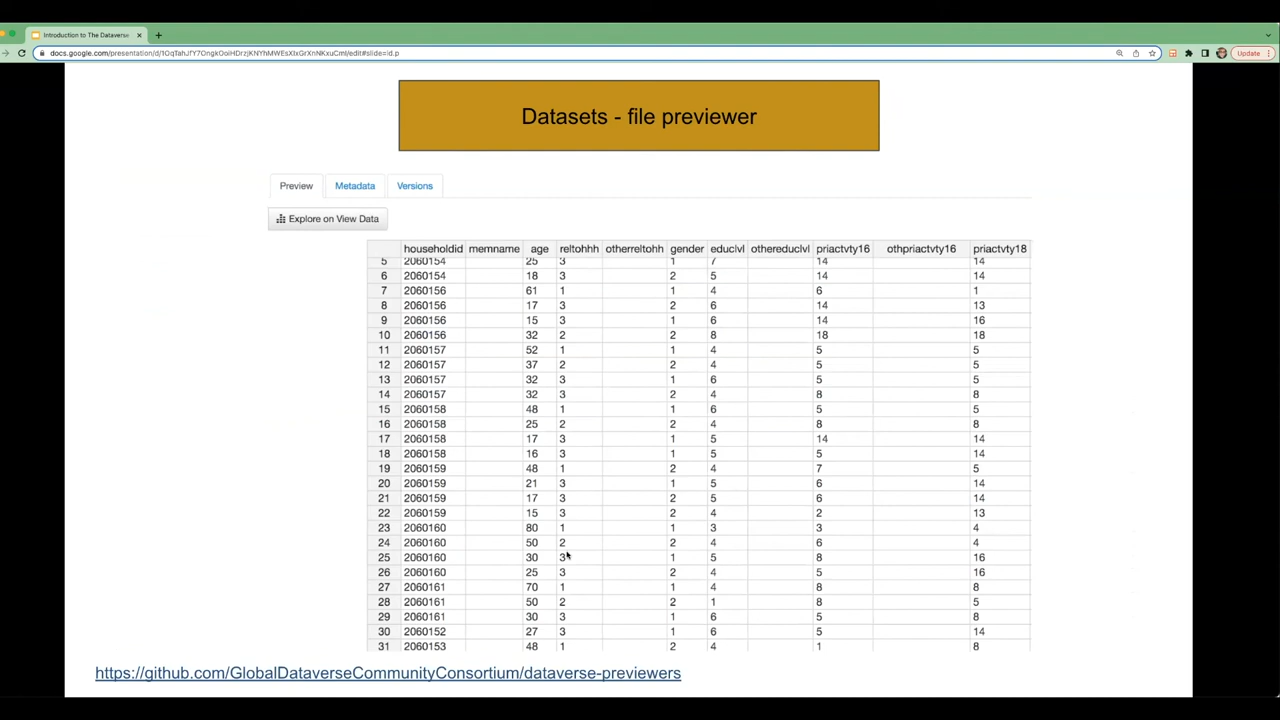 Introduction to The Dataverse
docs.google.com/presentation/d/1OqTahJfY7OngkOoiHDrzjKNYhMWEsXIxGrXnNKxuCmI/edit#slide=id.p
Update
Datasets - file previewer
Preview Metadata Versions
Explore on View Data
householdid memname age reltohhh otherreltohh gender educlvl othereduclvl priactvty16 othpriactvty16 priactvty18
5 2060154 25 3 1 7 14 14
6 2060154 18 3 2 5 14 14
7 2060156 61 1 1 4 6 1
8 2060156 17 3 2 6 14 13
9 2060156 15 3 1 6 14 16
10 2060156 32 2 2 8 18 18
11 2060157 52 1 1 4 5 5
12 2060157 37 2 2 4 5 5
13 2060157 32 3 1 6 5 5
14 2060157 32 3 2 4 8 8
15 2060158 48 1 1 6 5 5
16 2060158 25 2 2 4 8 8
17 2060158 17 3 1 5 14 14
18 2060158 16 3 1 5 5 14
19 2060159 48 1 2 4 7 5
20 2060159 21 3 1 5 6 14
21 2060159 17 3 2 5 6 14
22 2060159 15 3 2 4 2 13
23 2060160 80 1 1 3 3 4
24 2060160 50 2 2 4 6 4
25 2060160 30 3 1 5 8 16
26 2060160 25 3 2 4 5 16
27 2060161 70 1 1 4 8 8
28 2060161 50 2 2 1 8 5
29 2060161 30 3 1 6 5 8
30 2060152 27 3 1 6 5 14
31 2060153 48 1 2 4 1 8
https://github.com/GlobalDataverseCommunityConsortium/dataverse-previewers